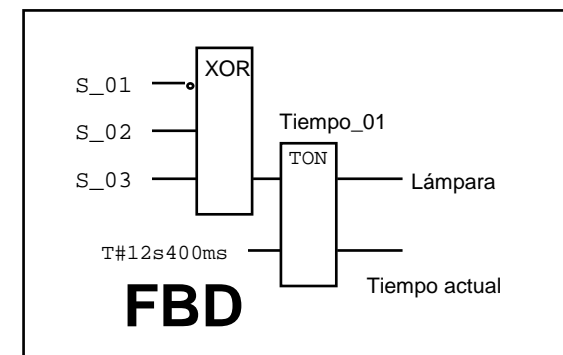 XOR
S_01
S_02
Tiempo_01
TON
S_03
Lámpara
T#12s400ms
Tiempo actual
FBD